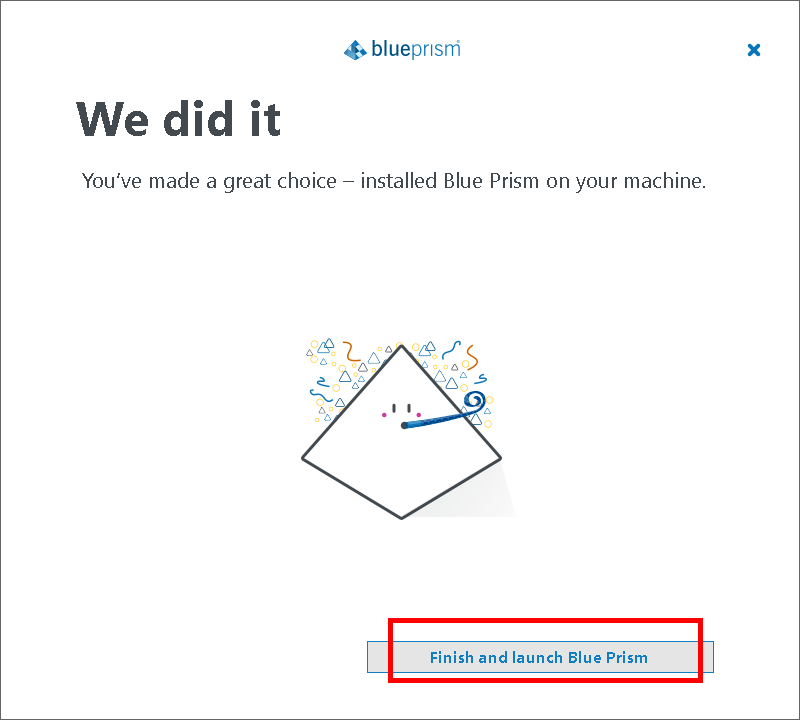 blueprism
We did it
You've made a great choice – installed Blue Prism on your machine.
Finish and launch Blue Prism